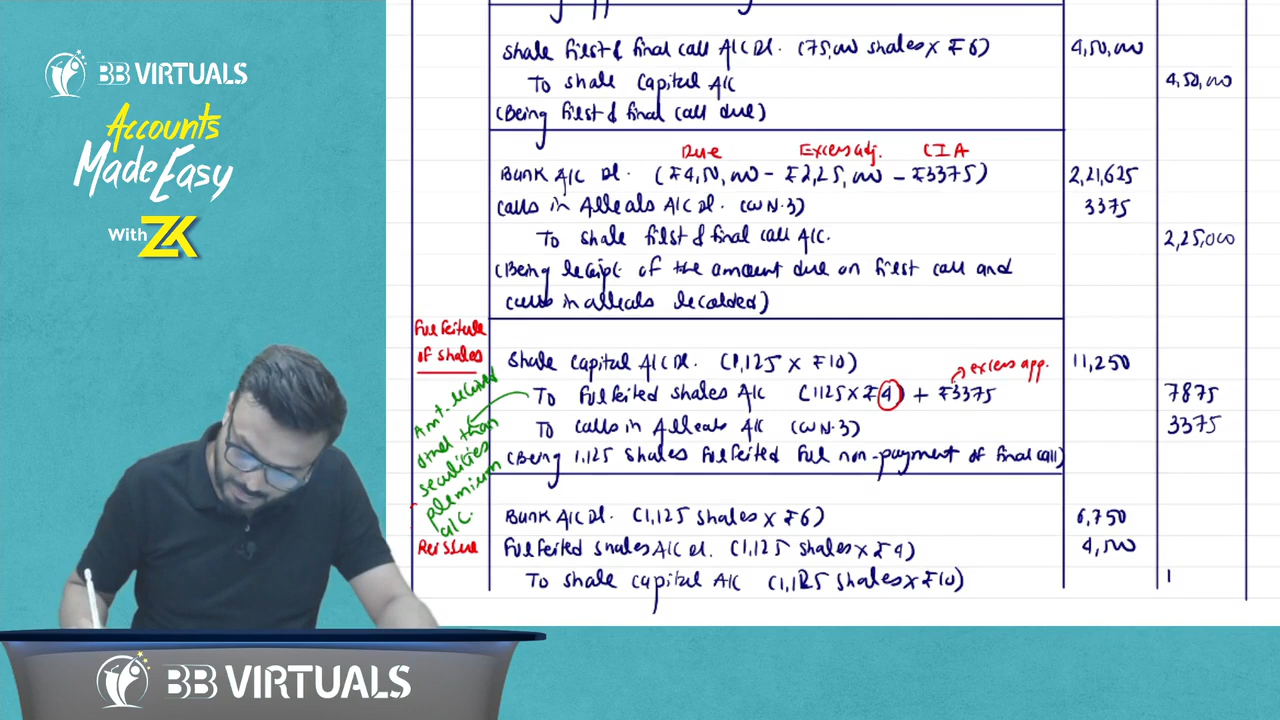 BB VIRTUALS
Accounts
Made Easy
With ZK
Share first & final call A/C Dr. (75,000 shares x ₹6) 4,50,000
To share capital A/C 4,50,000
(Being first & final call due)
Due Excess adj. CIA
Bank A/C Dr. (₹4,50,000 - ₹2,25,000 - ₹3375) 2,21,625
Calls in Arrears A/C Dr. (WN.3) 3375
To share first & final call A/C. 2,25,000
(Being receipt of the amount due on first call and
calls in arrears recorded)
Forfeiture
of shares
Share capital A/C Dr. (1,125 x ₹10) 11,250
excess app.
To Forfeited shares A/C (1125 x ₹4) + ₹3375 7875
To calls in Arrears A/C (WN.3) 3375
(Being 1,125 shares forfeited for non-payment of final call)
Amt. received
other than
securities
premium
a/c.
Bank A/C Dr. (1,125 shares x ₹6) 6,750
Reissue
Forfeited shares A/C Dr. (1,125 shares x ₹4) 4,500
To share capital A/C (1,125 shares x ₹10) 1
BB VIRTUALS